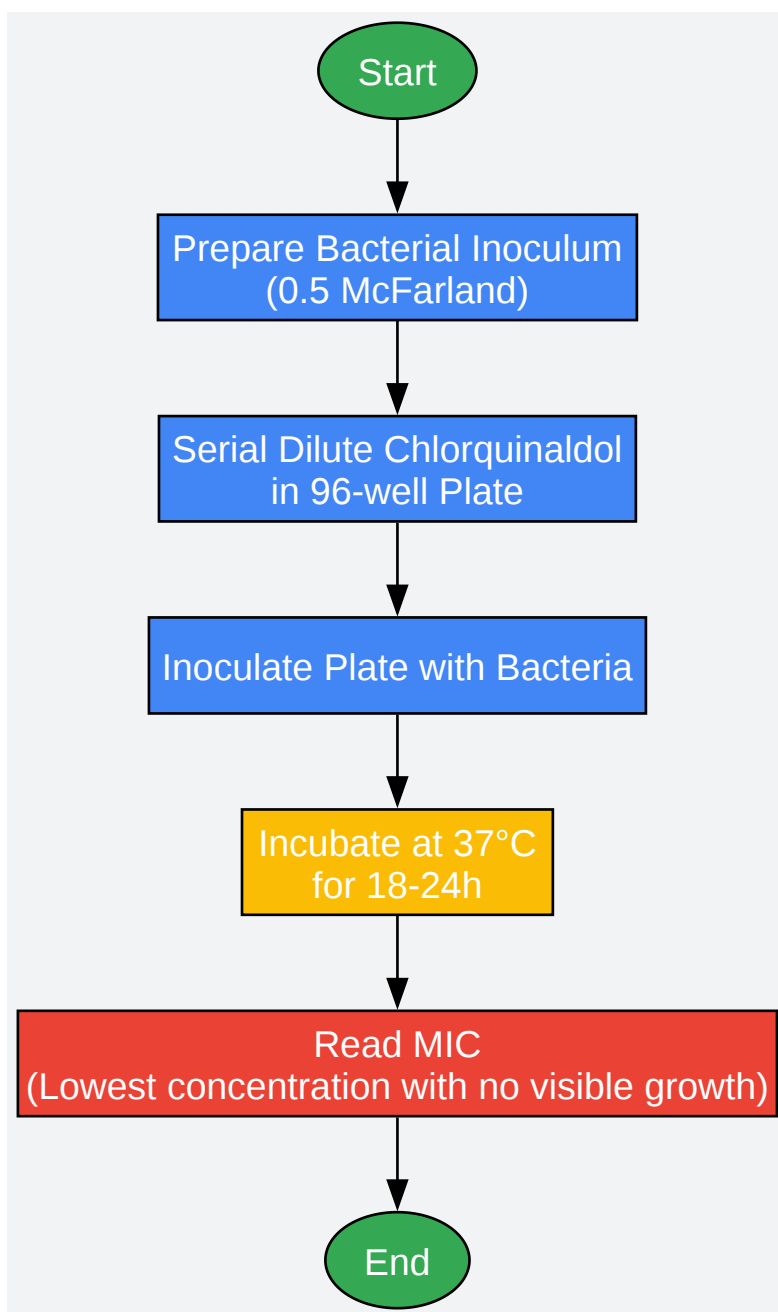 Start
Prepare Bacterial Inoculum
(0.5 McFarland)
Serial Dilute Chlorquinaldol
in 96-well Plate
Inoculate Plate with Bacteria
Incubate at 37°C
for 18-24h
Read MIC
(Lowest concentration with no visible growth)
End